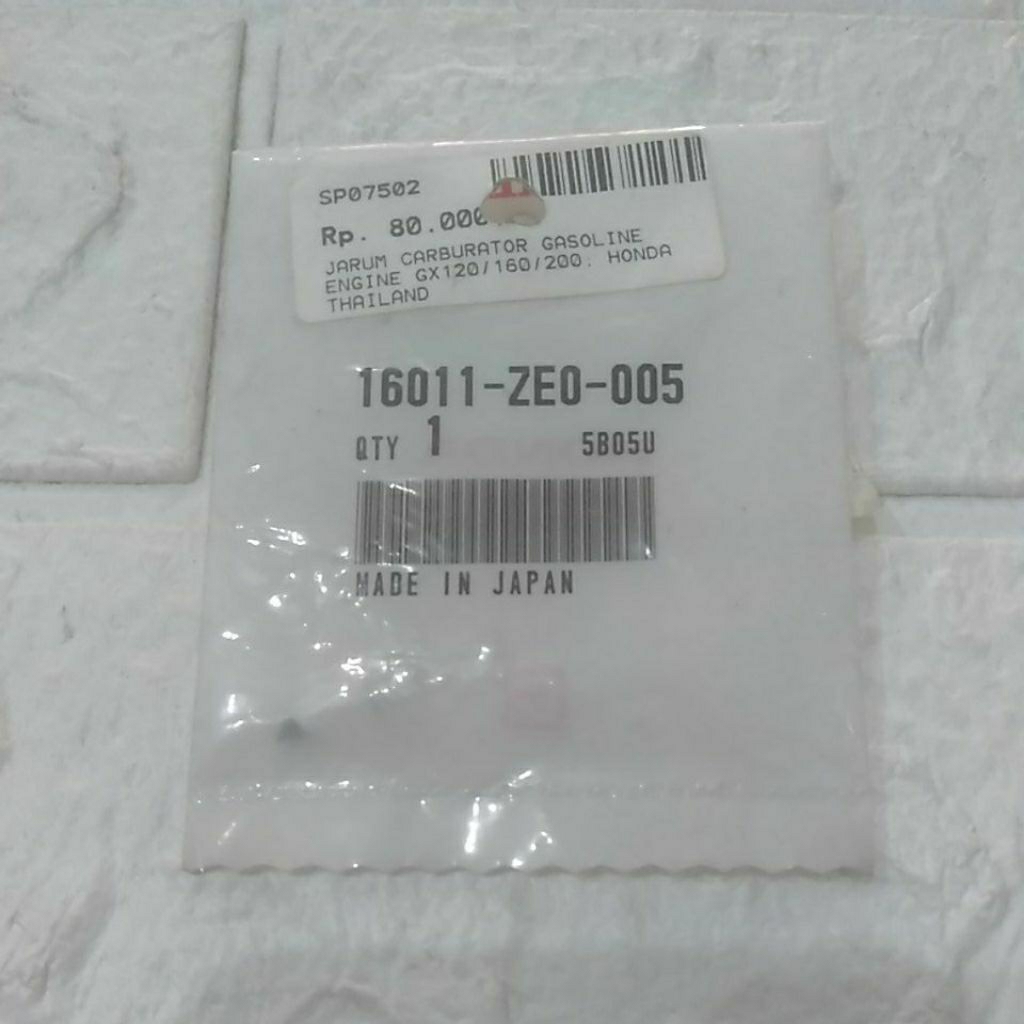 SP07502
Rp. 80.000
JARUM CARBURATOR GASOLINE
ENGINE GX120/160/200: HONDA
THAILAND
16011-ZE0-005
QTY 1 5B05U
MADE IN JAPAN